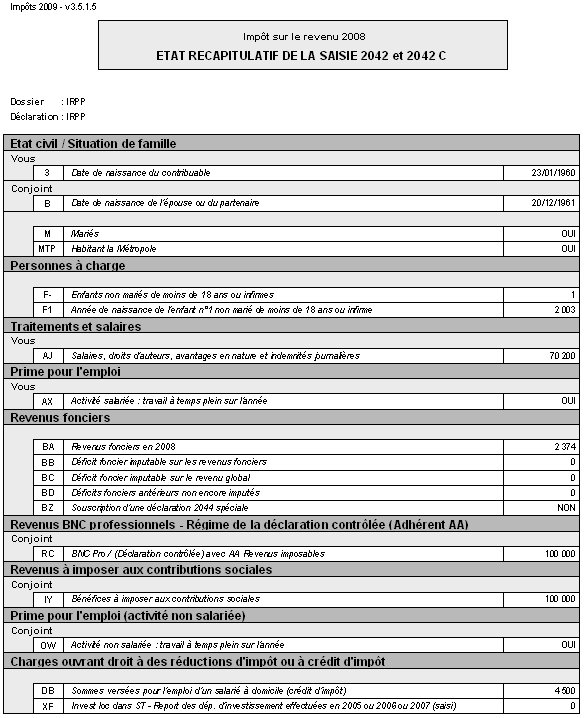 Impôts 2009 - v3.5.1.5
Impôt sur le revenu 2008
ETAT RECAPITULATIF DE LA SAISIE 2042 et 2042 C
Dossier : IRPP
Déclaration : IRPP
Etat civil / Situation de famille
Vous
3 Date de naissance du contribuable 23/01/1960
Conjoint
B Date de naissance de l'épouse ou du partenaire 20/12/1961
M Mariés OUI
MTP Habitant la Métropole OUI
Personnes à charge
F- Enfants non mariés de moins de 18 ans ou infirmes 1
F1 Année de naissance de l'enfant n°1 non marié de moins de 18 ans ou infirme 2 003
Traitements et salaires
Vous
AJ Salaires, droits d'auteurs, avantages en nature et indemnités journalières 70 200
Prime pour l'emploi
Vous
AX Activité salariée : travail à temps plein sur l'année OUI
Revenus fonciers
BA Revenus fonciers en 2008 2 374
BB Déficit foncier imputable sur les revenus fonciers 0
BC Déficit foncier imputable sur le revenu global 0
BD Déficits fonciers antérieurs non encore imputés 0
BZ Souscription d'une déclaration 2044 spéciale NON
Revenus BNC professionnels - Régime de la déclaration contrôlée (Adhérent AA)
Conjoint
RC BNC Pro / (Déclaration contrôlée) avec AA Revenus imposables 100 000
Revenus à imposer aux contributions sociales
Conjoint
IY Bénéfices à imposer aux contributions sociales 100 000
Prime pour l'emploi (activité non salariée)
Conjoint
OW Activité non salariée : travail à temps plein sur l'année OUI
Charges ouvrant droit à des réductions d'impôt ou à crédit d'impôt
DB Sommes versées pour l'emploi d'un salarié à domicile (crédit d'impôt) 4 500
XF Invest loc dans ST - Report des dép. d'investissement effectuées en 2005 ou 2006 ou 2007 (saisi) 0